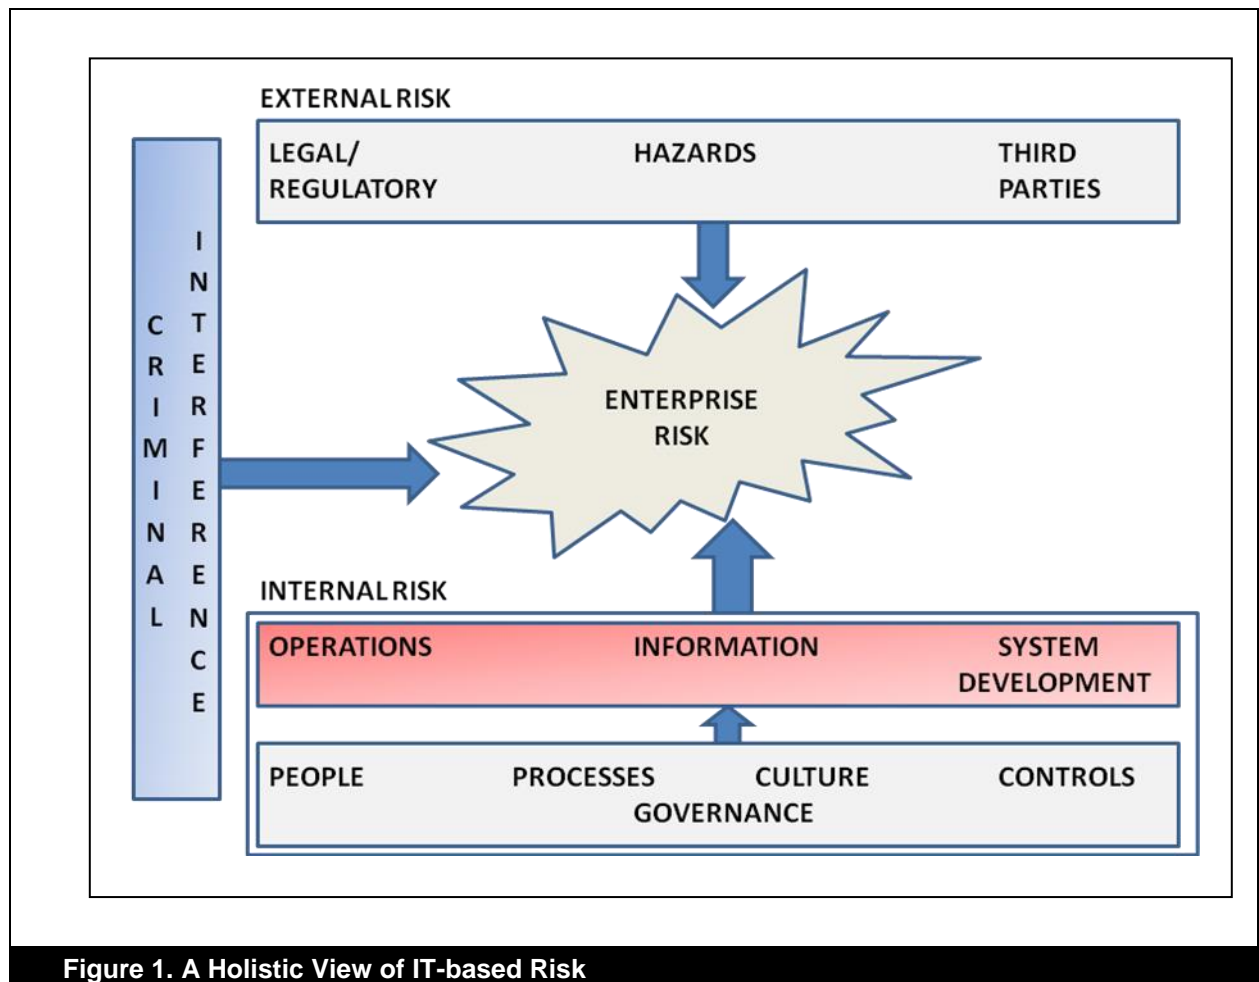 EXTERNAL RISK
LEGAL/ HAZARDS THIRD
REGULATORY PARTIES
CRIMINAL
INTERFERENCE
ENTERPRISE
RISK
INTERNAL RISK
OPERATIONS INFORMATION SYSTEM
DEVELOPMENT
PEOPLE PROCESSES CULTURE CONTROLS
GOVERNANCE
Figure 1. A Holistic View of IT-based Risk